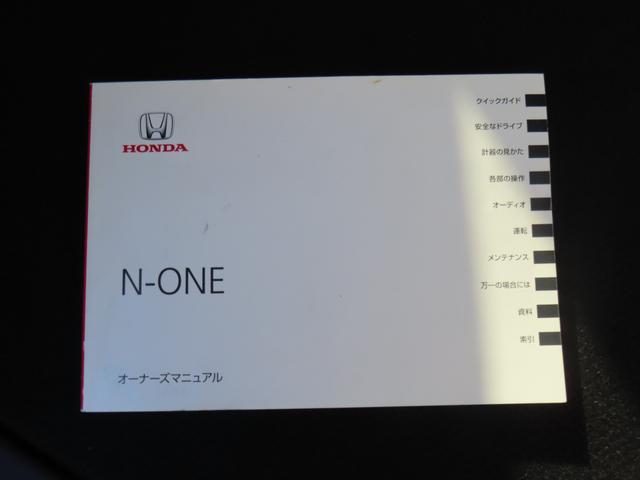 HONDA
N-ONE
オーナーズマニュアル
クイックガイド
安全なドライブ
計器の見かた
各部の操作
オーディオ
運転
メンテナンス
万一の場合には
資料
索引